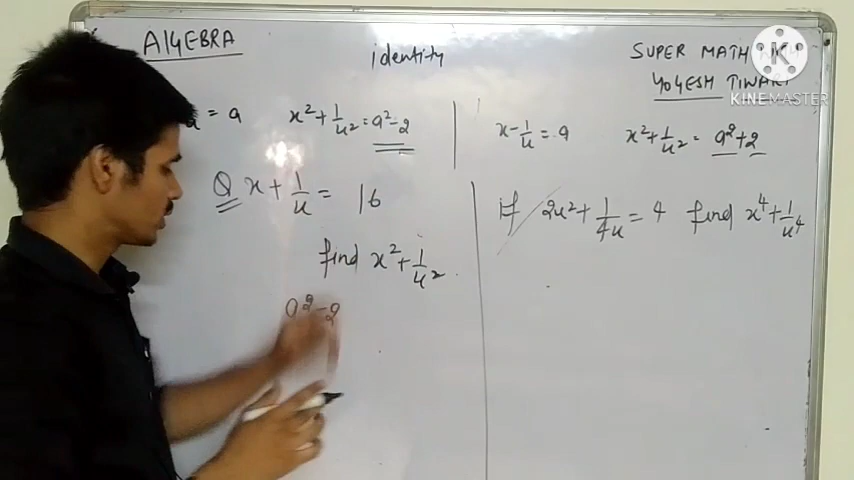 ALGEBRA
identity
SUPER MATH
YOGESH TIWARI
KINEMASTER
= a
x² + 1/x² = a² - 2
x - 1/x = a
x² + 1/x² = a² + 2
Q x + 1/x = 16
find x² + 1/x².
a² - 2
If 2x² + 1/4x = 4 find x⁴ + 1/x⁴